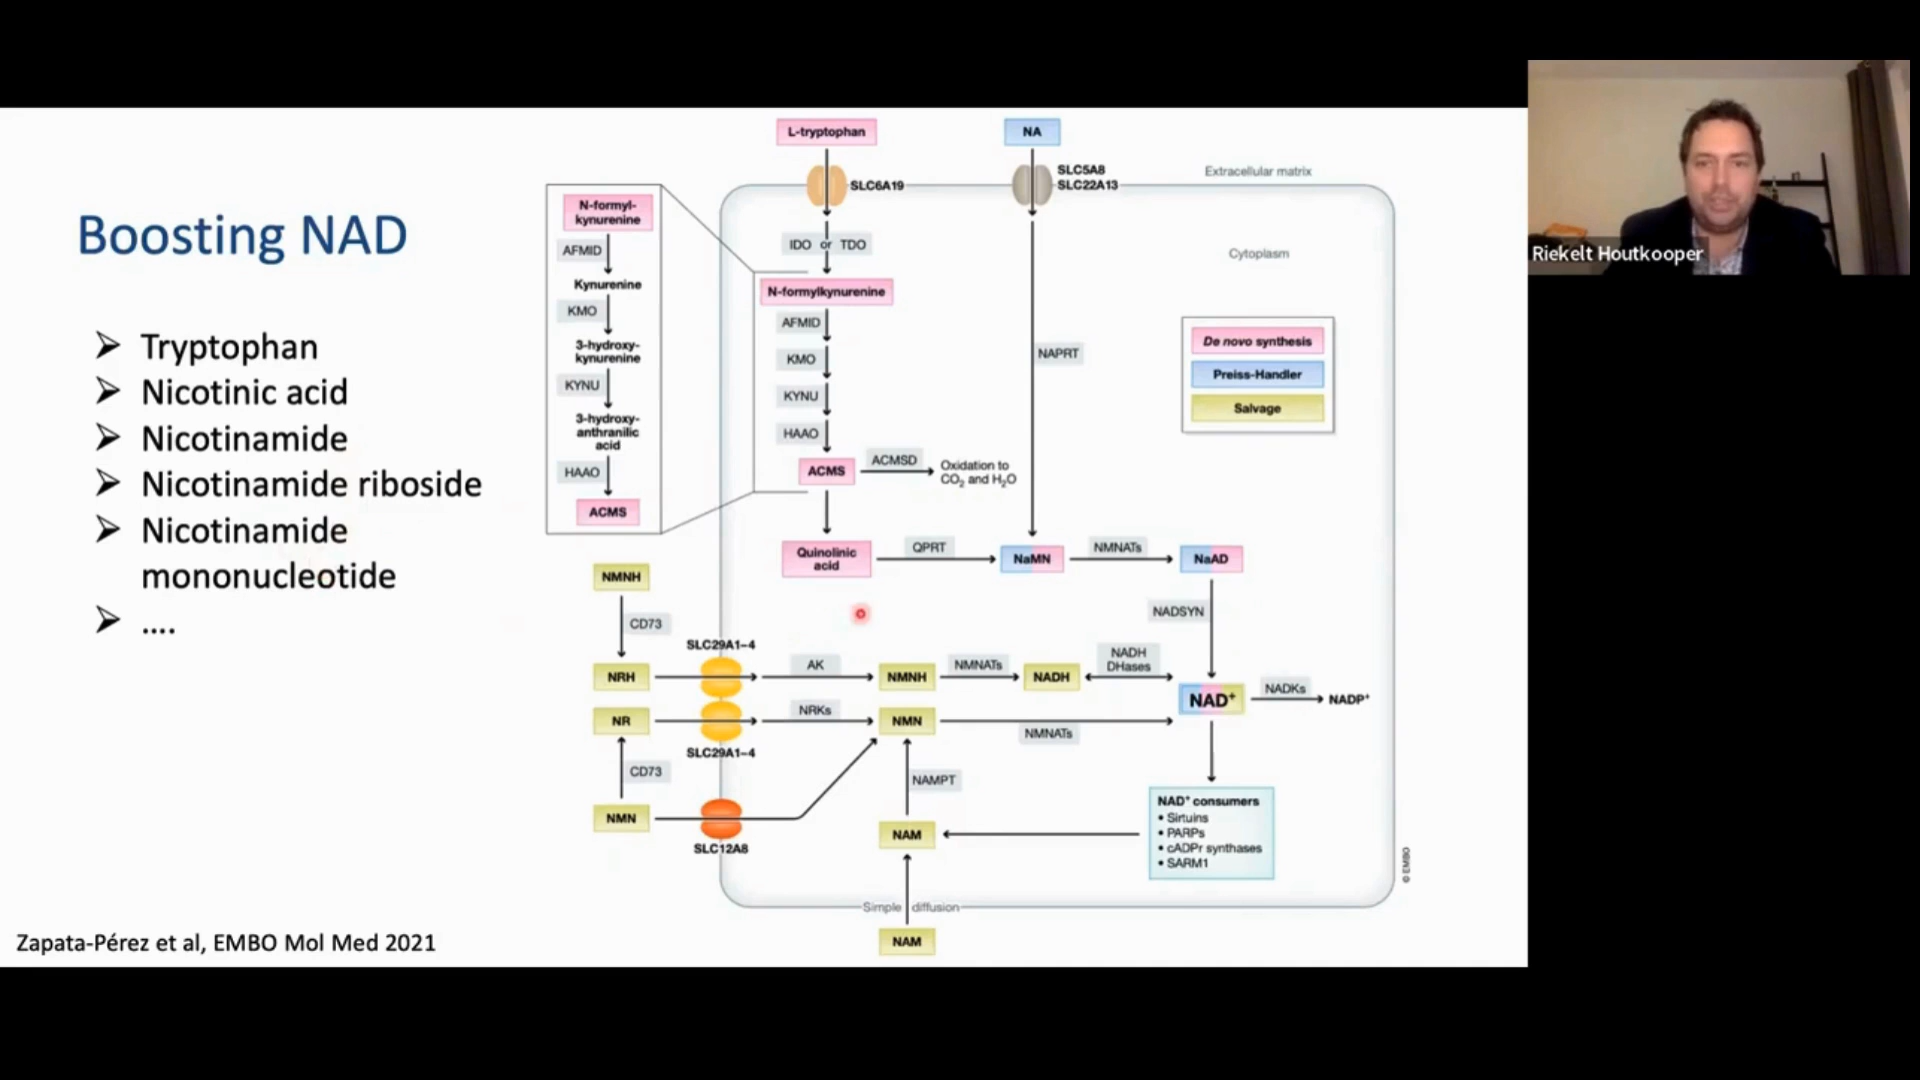 Boosting NAD
Tryptophan
Nicotinic acid
Nicotinamide
Nicotinamide riboside
Nicotinamide
mononucleotide
....
Zapata-Pérez et al, EMBO Mol Med 2021
L-tryptophan
NA
SLC6A19
SLC5A8
SLC22A13
Extracellular matrix
Cytoplasm
N-formyl-
kynurenine
AFMID
Kynurenine
KMO
3-hydroxy-
kynurenine
KYNU
3-hydroxy-
anthranilic
acid
HAAO
ACMS
IDO or TDO
N-formylkynurenine
AFMID
KMO
KYNU
HAAO
ACMS
ACMSD
Oxidation to
CO₂ and H₂O
NAPRT
De novo synthesis
Preiss-Handler
Salvage
Quinolinic
acid
QPRT
NaMN
NMNATs
NaAD
NADSYN
NMNH
CD73
NRH
SLC29A1–4
AK
NMNH
NMNATs
NADH
NADH
DHases
NAD⁺
NADKs
NADP⁺
NR
SLC29A1–4
NRKs
NMN
NMNATs
CD73
NMN
SLC12A8
NAMPT
NAM
NAD⁺ consumers
• Sirtuins
• PARPs
• cADPr synthases
• SARM1
Simple diffusion
NAM
© EMBO
Riekelt Houtkooper